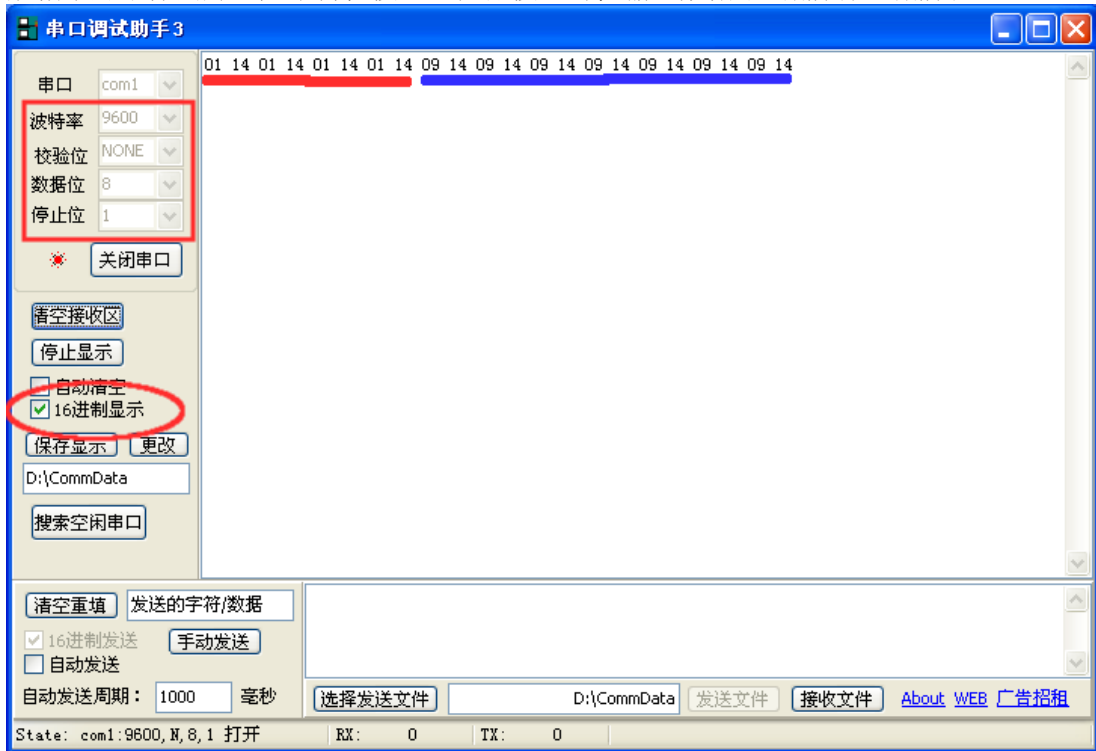 串口调试助手3
01 14 01 14 01 14 01 14 09 14 09 14 09 14 09 14 09 14 09 14 09 14
串口 com1
波特率 9600
校验位 NONE
数据位 8
停止位 1
关闭串口
清空接收区
停止显示
自动清空
16进制显示
保存显示 更改
D:\CommData
搜索空闲串口
清空重填 发送的字符/数据
16进制发送 手动发送
自动发送
自动发送周期: 1000 毫秒 选择发送文件 D:\CommData 发送文件 接收文件 About WEB 广告招租
State: com1:9600,N,8,1 打开 RX: 0 TX: 0